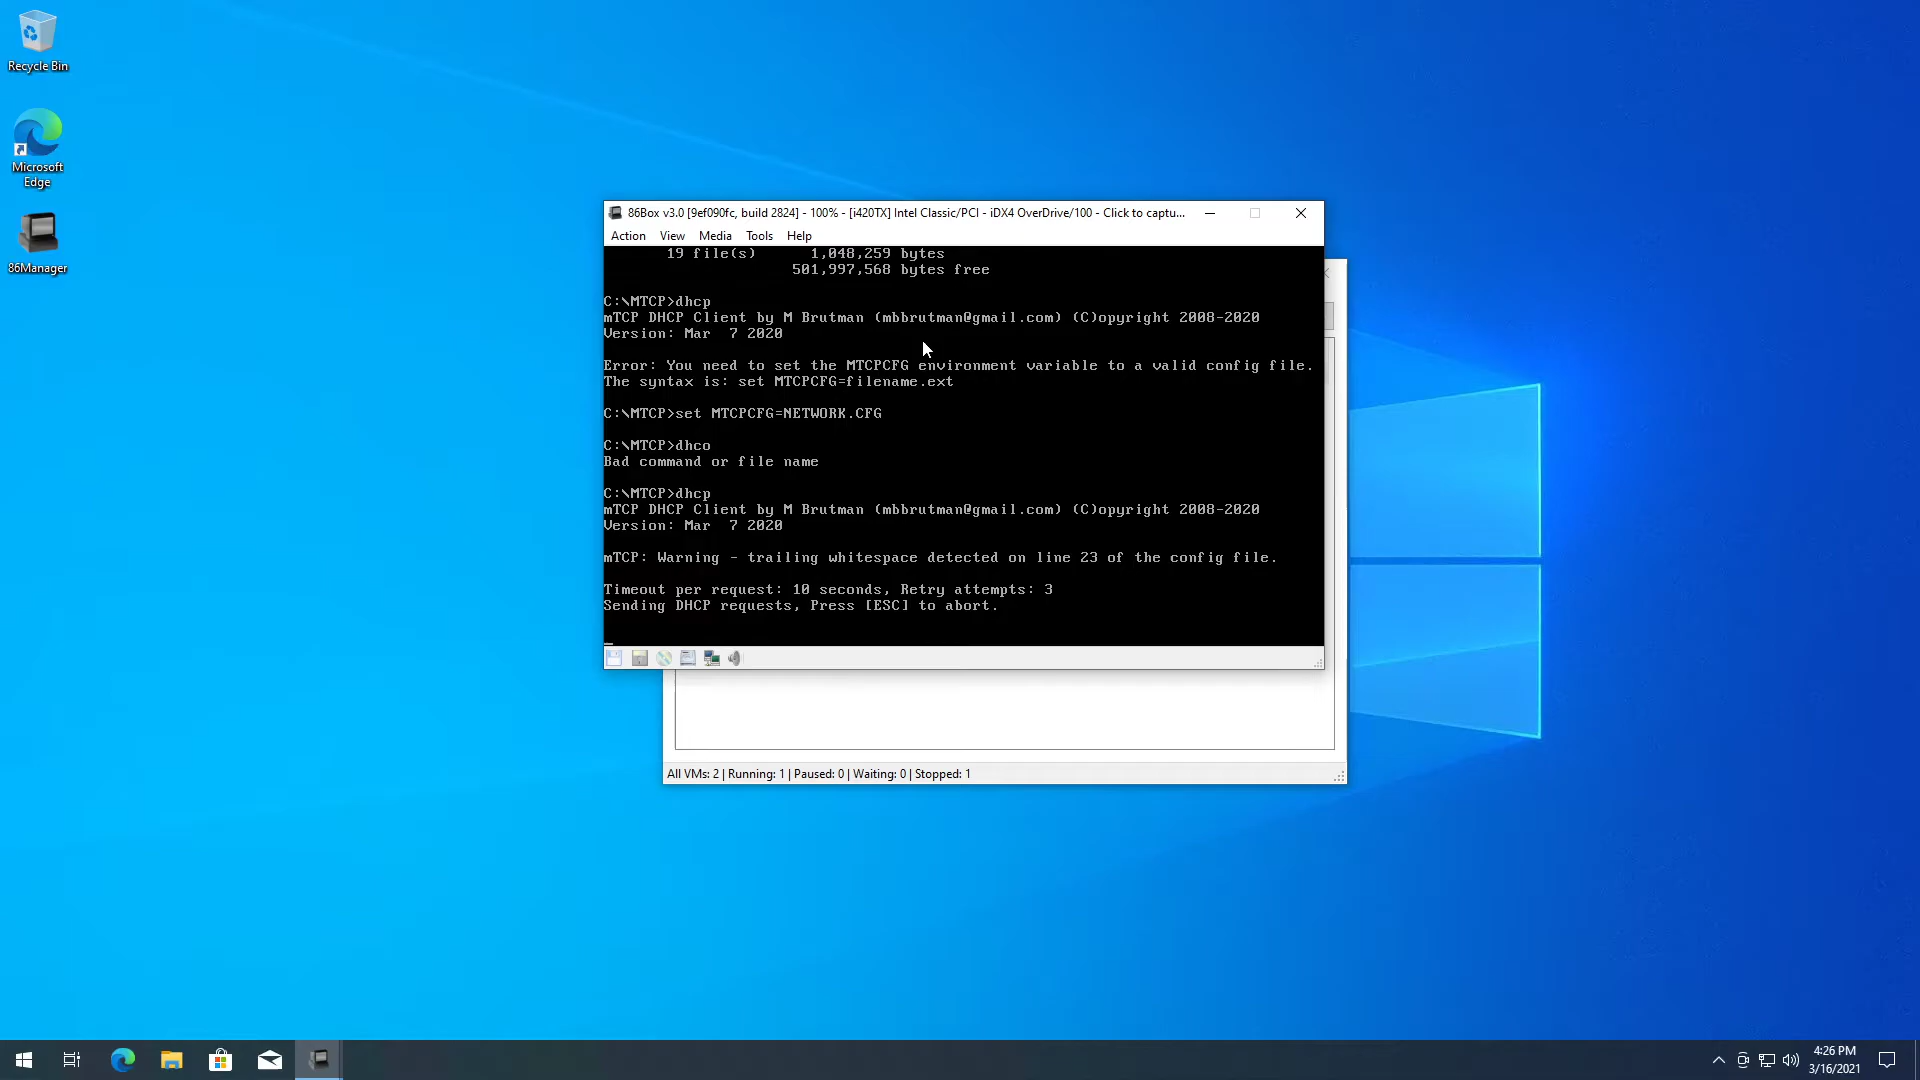 Recycle Bin
Microsoft
Edge
86Manager
86Box v3.0 [9ef090fc, build 2824] - 100% - [i420TX] Intel Classic/PCI - iDX4 OverDrive/100 - Click to captu...
Action View Media Tools Help
19 file(s) 1,048,259 bytes
501,997,568 bytes free
C:\MTCP>dhcp
mTCP DHCP Client by M Brutman (mbbrutman@gmail.com) (C)opyright 2008-2020
Version: Mar  7 2020
Error: You need to set the MTCPCFG environment variable to a valid config file.
The syntax is: set MTCPCFG=filename.ext
C:\MTCP>set MTCPCFG=NETWORK.CFG
C:\MTCP>dhco
Bad command or file name
C:\MTCP>dhcp
mTCP DHCP Client by M Brutman (mbbrutman@gmail.com) (C)opyright 2008-2020
Version: Mar  7 2020
mTCP: Warning - trailing whitespace detected on line 23 of the config file.
Timeout per request: 10 seconds, Retry attempts: 3
Sending DHCP requests, Press [ESC] to abort.
All VMs: 2 | Running: 1 | Paused: 0 | Waiting: 0 | Stopped: 1
4:26 PM
3/16/2021